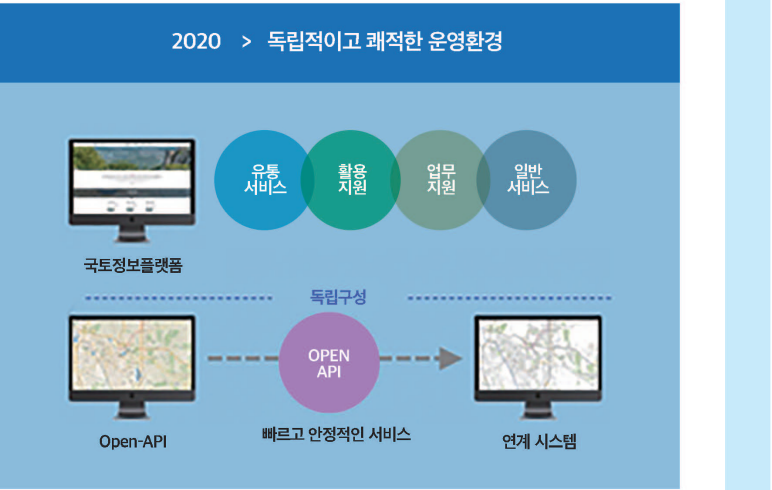 2020 > 독립적이고 쾌적한 운영환경
유통
서비스
활용
지원
업무
지원
일반
서비스
국토정보플랫폼
독립구성
OPEN
API
Open-API
빠르고 안정적인 서비스
연계 시스템